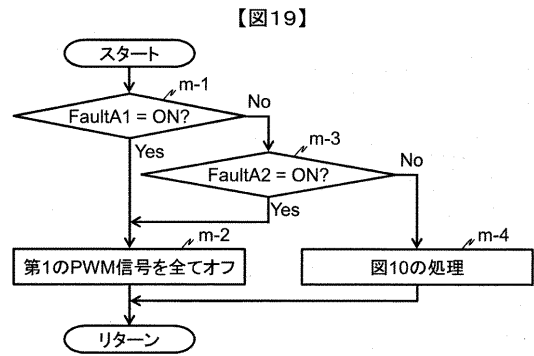 【図19】
スタート
m-1
FaultA1 = ON?
No
Yes
m-3
FaultA2 = ON?
No
Yes
m-2
第1のPWM信号を全てオフ
m-4
図10の処理
リターン